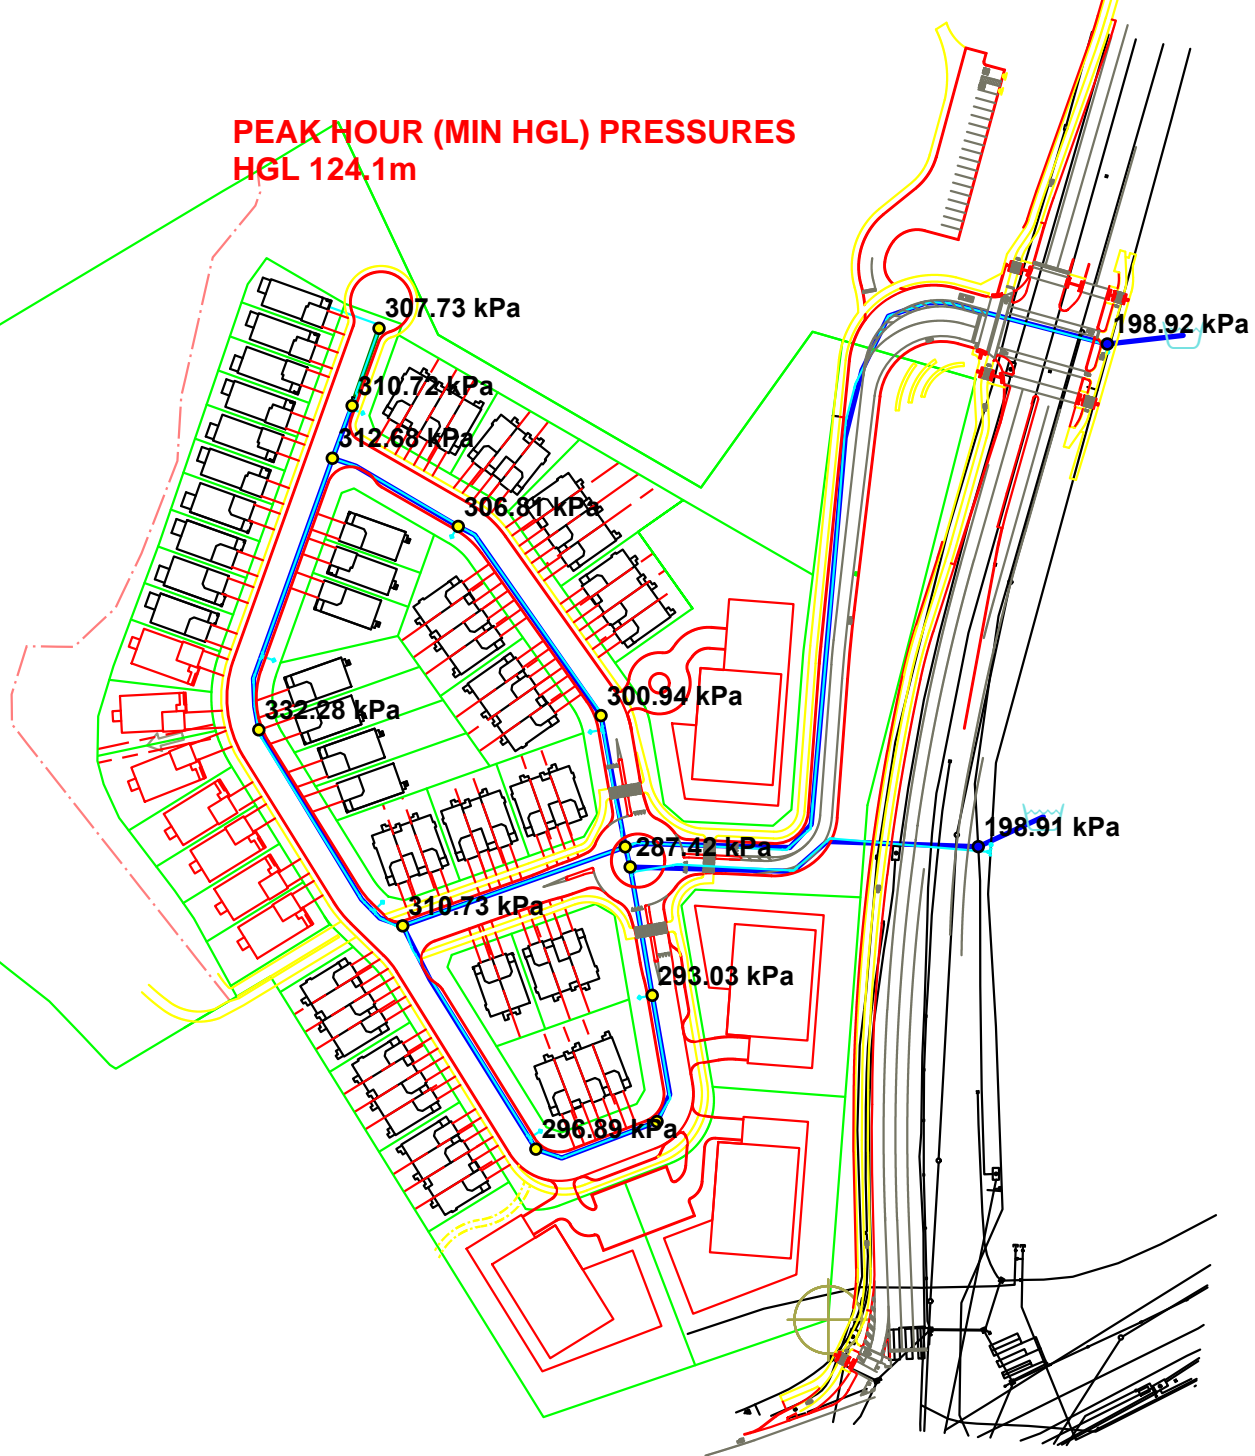 PEAK HOUR (MIN HGL) PRESSURES
HGL 124.1m
307.73 kPa
198.92 kPa
310.72 kPa
312.68 kPa
306.81 kPa
300.94 kPa
332.28 kPa
198.91 kPa
287.42 kPa
310.73 kPa
293.03 kPa
296.89 kPa